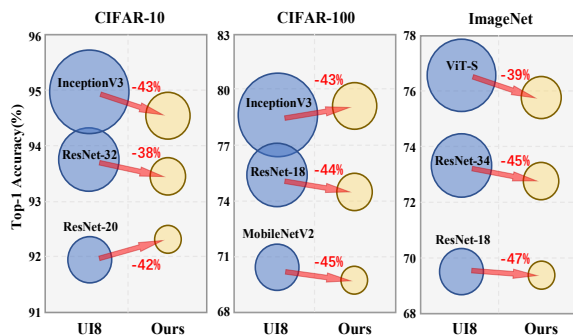 CIFAR-10
CIFAR-100
ImageNet
Top-1 Accuracy(%)
96
95
94
93
92
91
InceptionV3
-43%
ResNet-32
-38%
ResNet-20
-42%
UI8
Ours
83
80
77
74
71
68
-43%
InceptionV3
ResNet-18
-44%
MobileNetV2
-45%
UI8
Ours
78
76
74
72
70
68
ViT-S
-39%
ResNet-34
-45%
ResNet-18
-47%
UI8
Ours